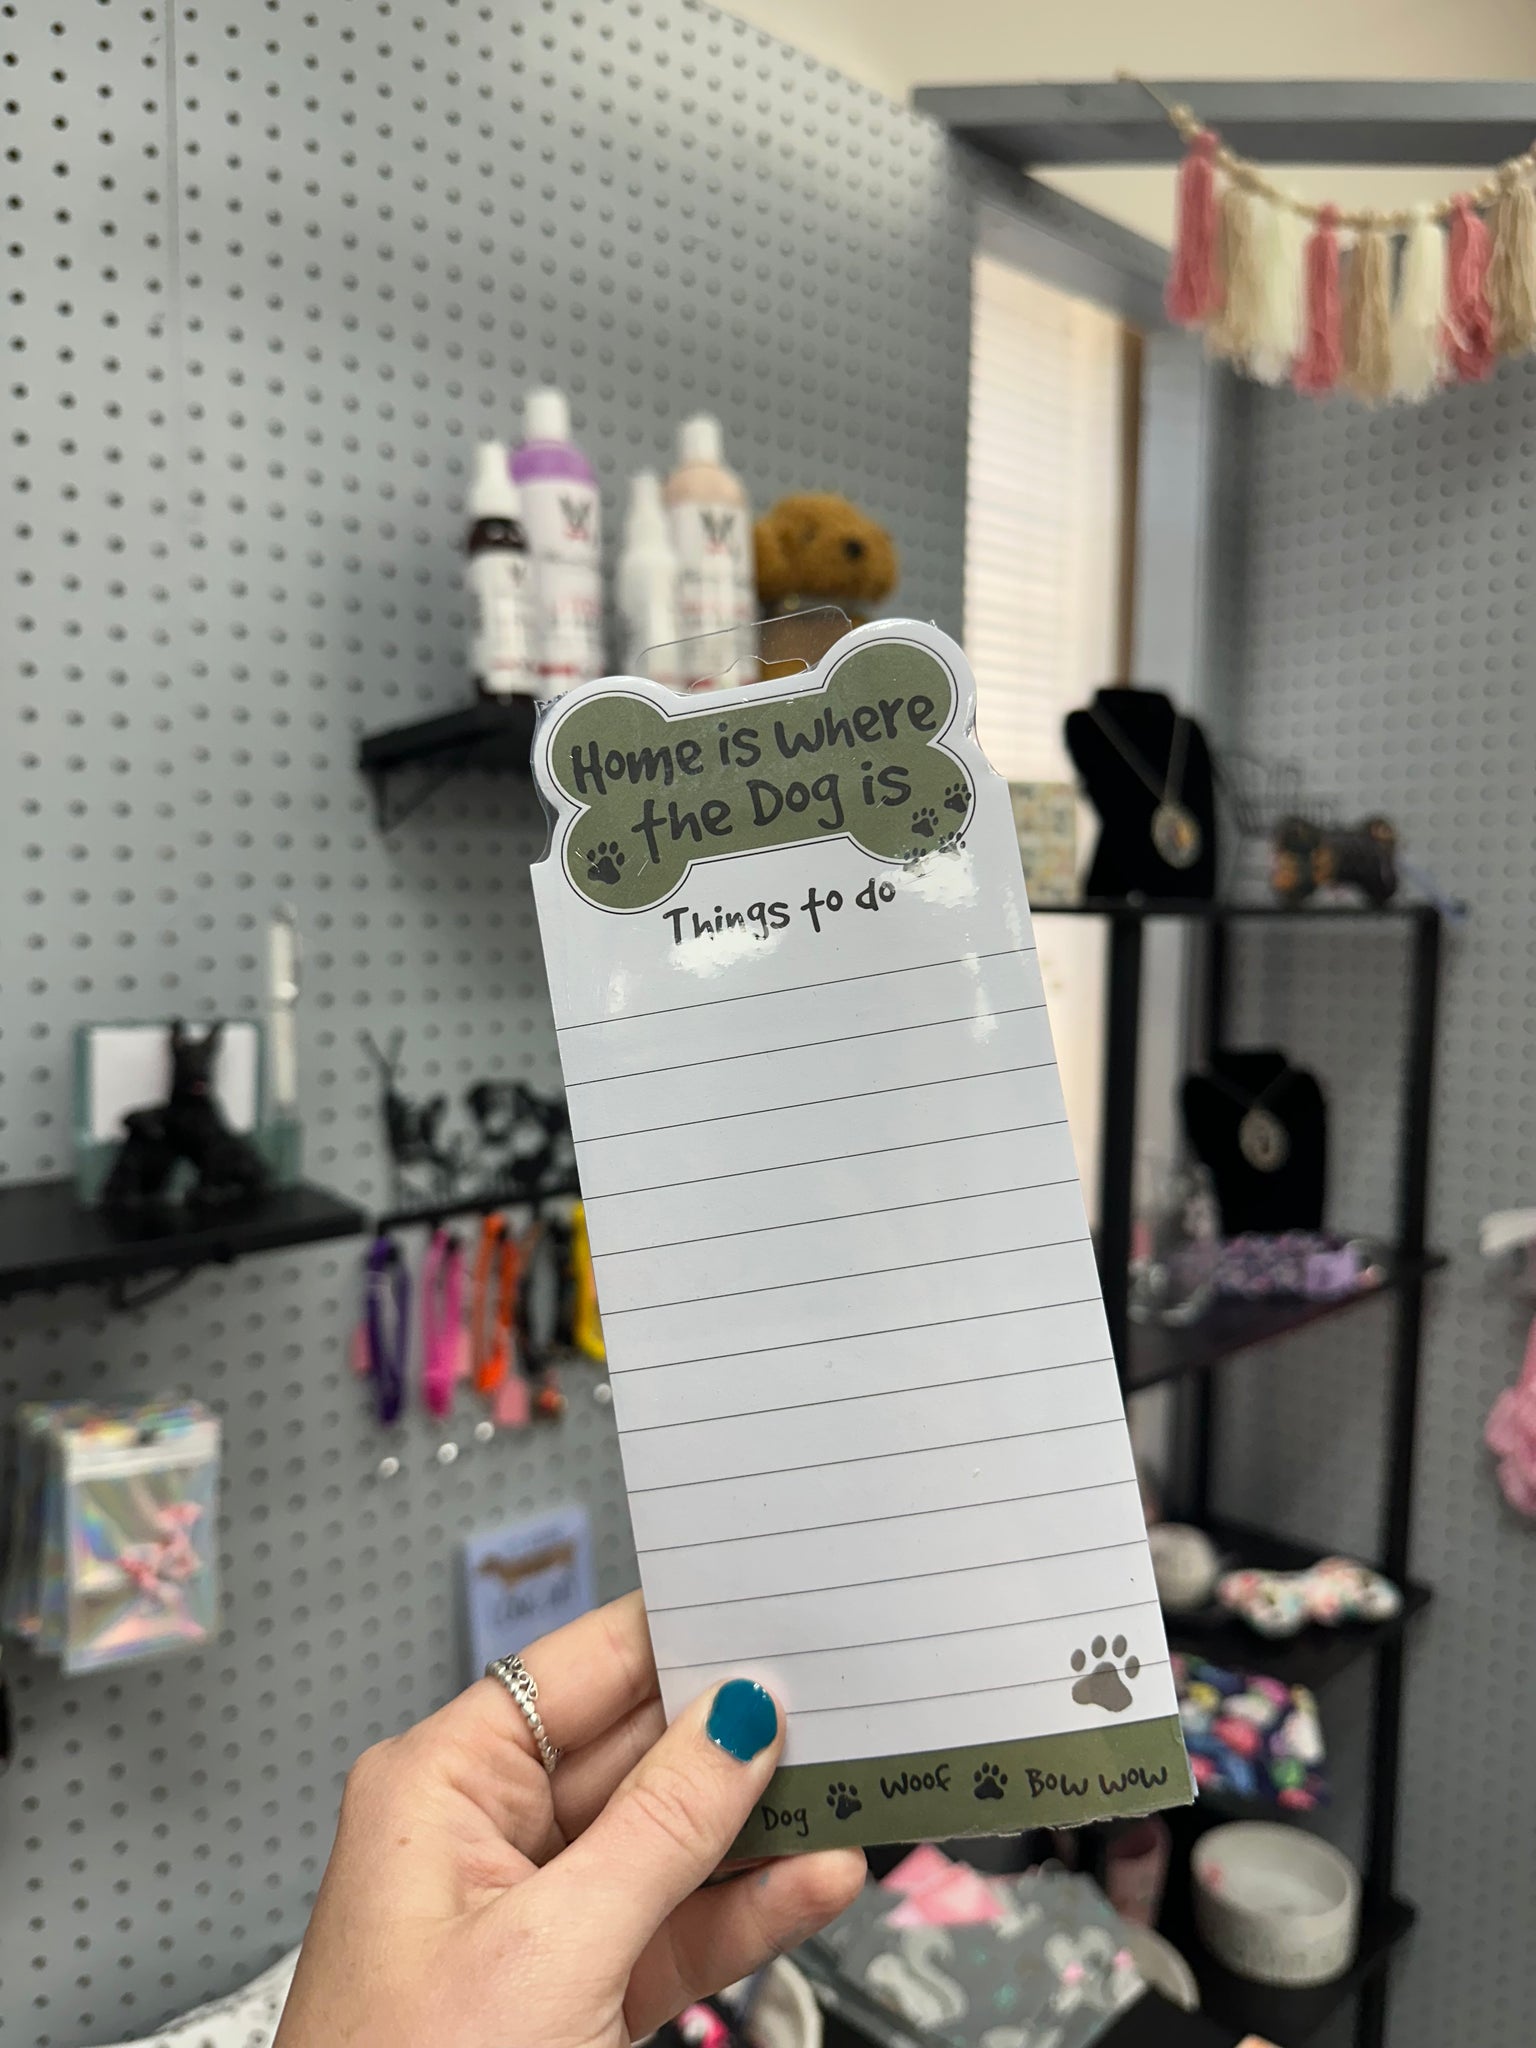 Home is where
the Dog is
Things to do
Dog Woof Bow wow